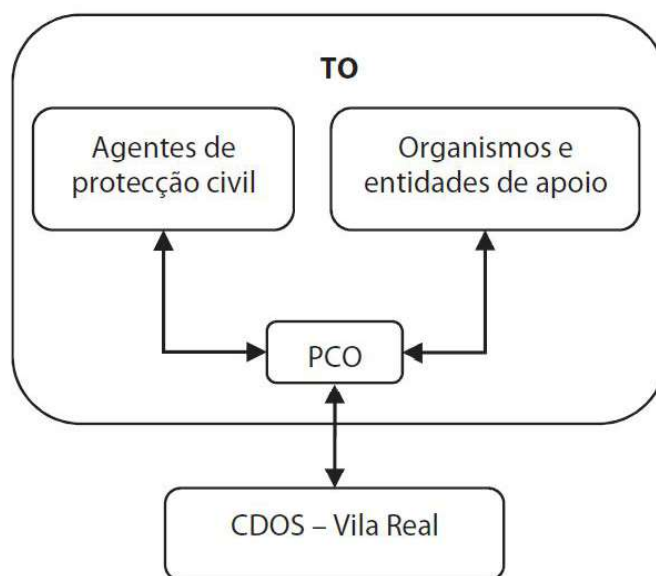 TO
Agentes de
protecção civil
Organismos e
entidades de apoio
PCO
CDOS – Vila Real